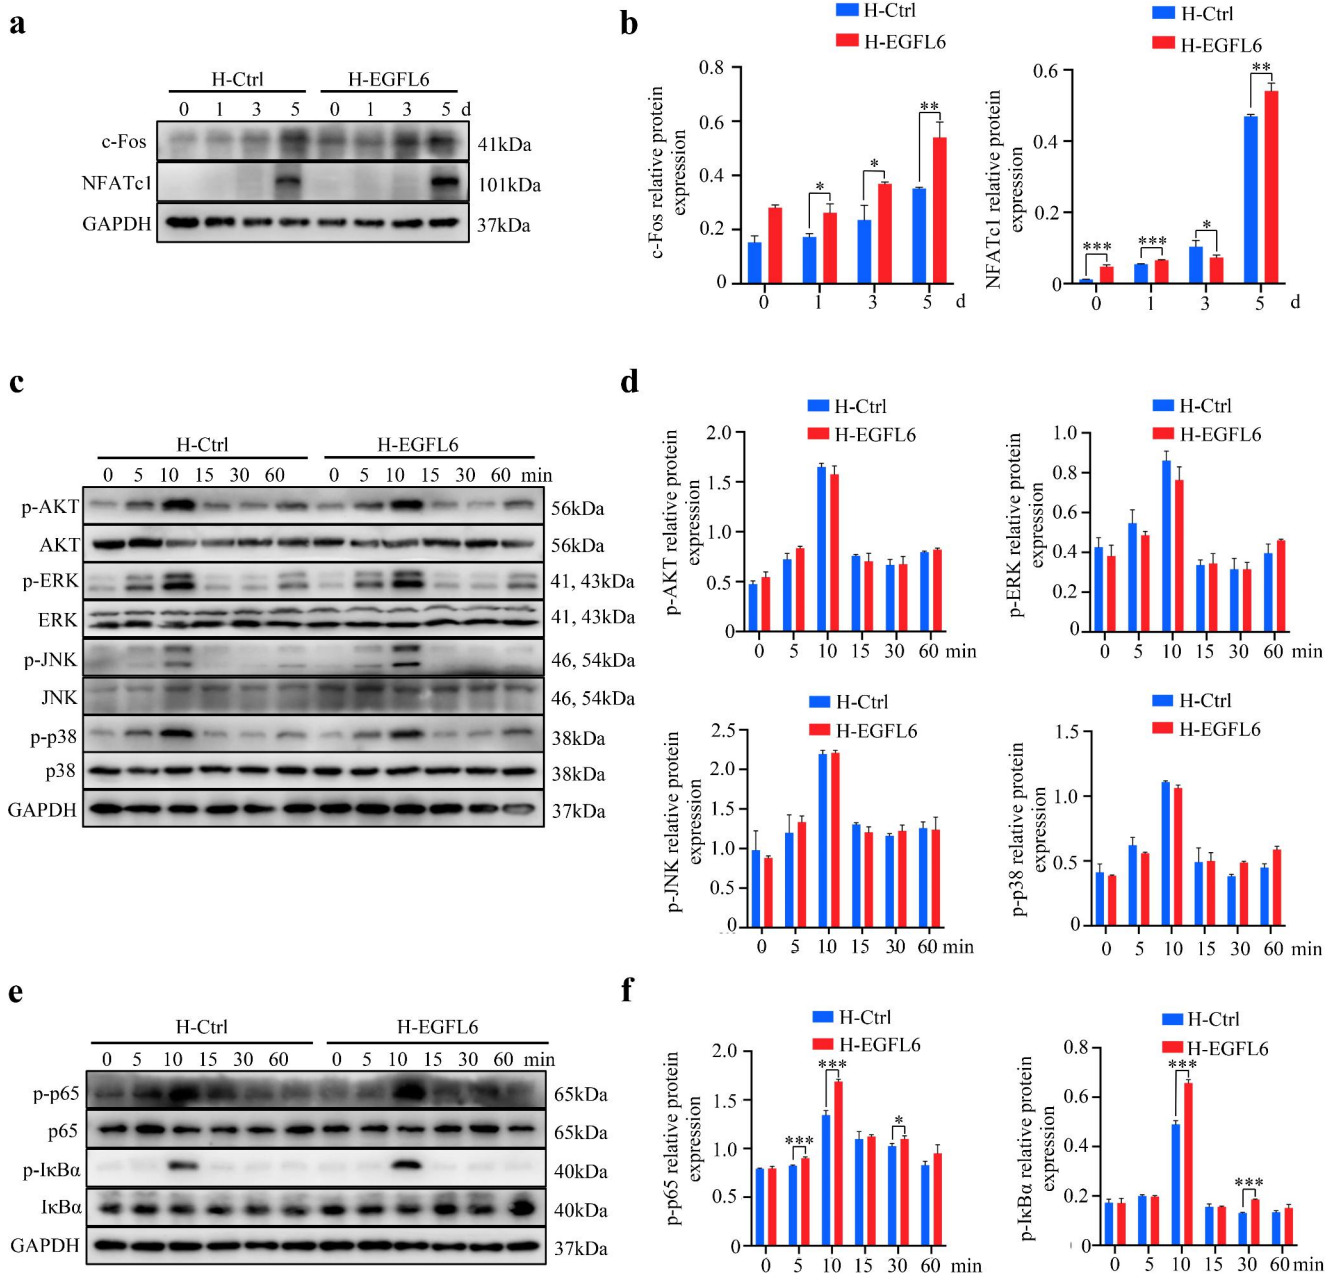 a
H-Ctrl H-EGFL6
0 1 3 5 0 1 3 5 d
c-Fos 41kDa
NFATc1 101kDa
GAPDH 37kDa
b
H-Ctrl
H-EGFL6
c-Fos relative protein
expression
0.8
0.6
0.4
0.2
0
* * **
0 1 3 5 d
H-Ctrl
H-EGFL6
NFATc1 relative protein
expression
0.6
0.4
0.2
0
*** *** * **
0 1 3 5 d
c
H-Ctrl H-EGFL6
0 5 10 15 30 60 0 5 10 15 30 60 min
p-AKT 56kDa
AKT 56kDa
p-ERK 41, 43kDa
ERK 41, 43kDa
p-JNK 46, 54kDa
JNK 46, 54kDa
p-p38 38kDa
p38 38kDa
GAPDH 37kDa
d
H-Ctrl
H-EGFL6
p-AKT relative protein
expression
2.0
1.5
1.0
0.5
0
0 5 10 15 30 60 min
H-Ctrl
H-EGFL6
p-ERK relative protein
expression
1.0
0.8
0.6
0.4
0.2
0
0 5 10 15 30 60 min
H-Ctrl
H-EGFL6
p-JNK relative protein
expression
2.5
2.0
1.5
1.0
0.5
0
0 5 10 15 30 60 min
H-Ctrl
H-EGFL6
p-p38 relative protein
expression
1.5
1.0
0.5
0
0 5 10 15 30 60 min
e
H-Ctrl H-EGFL6
0 5 10 15 30 60 0 5 10 15 30 60 min
p-p65 65kDa
p65 65kDa
p-IκBα 40kDa
IκBα 40kDa
GAPDH 37kDa
f
H-Ctrl
H-EGFL6
p-p65 relative protein
expression
2.0
1.5
1.0
0.5
0
*** *** *
0 5 10 15 30 60 min
H-Ctrl
H-EGFL6
p-IκBα relative protein
expression
0.8
0.6
0.4
0.2
0
*** ***
0 5 10 15 30 60 min